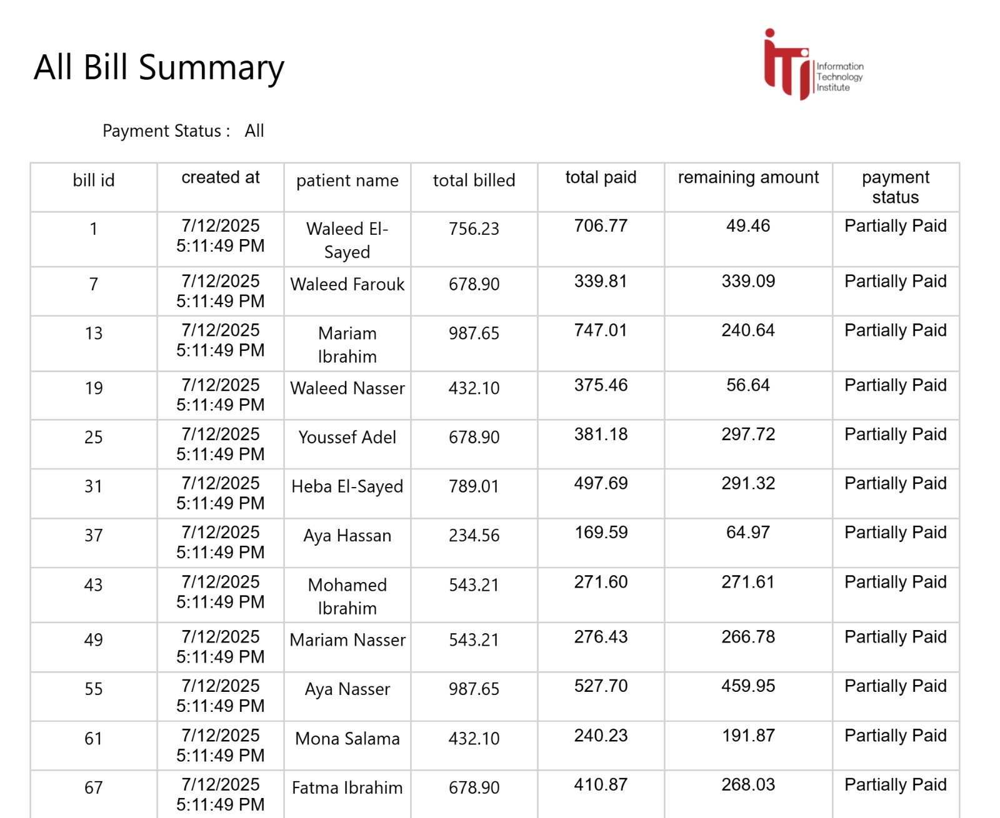 All Bill Summary
iTi
Information
Technology
Institute
Payment Status : All
bill id created at patient name total billed total paid remaining amount payment status
1 7/12/2025 5:11:49 PM Waleed El-Sayed 756.23 706.77 49.46 Partially Paid
7 7/12/2025 5:11:49 PM Waleed Farouk 678.90 339.81 339.09 Partially Paid
13 7/12/2025 5:11:49 PM Mariam Ibrahim 987.65 747.01 240.64 Partially Paid
19 7/12/2025 5:11:49 PM Waleed Nasser 432.10 375.46 56.64 Partially Paid
25 7/12/2025 5:11:49 PM Youssef Adel 678.90 381.18 297.72 Partially Paid
31 7/12/2025 5:11:49 PM Heba El-Sayed 789.01 497.69 291.32 Partially Paid
37 7/12/2025 5:11:49 PM Aya Hassan 234.56 169.59 64.97 Partially Paid
43 7/12/2025 5:11:49 PM Mohamed Ibrahim 543.21 271.60 271.61 Partially Paid
49 7/12/2025 5:11:49 PM Mariam Nasser 543.21 276.43 266.78 Partially Paid
55 7/12/2025 5:11:49 PM Aya Nasser 987.65 527.70 459.95 Partially Paid
61 7/12/2025 5:11:49 PM Mona Salama 432.10 240.23 191.87 Partially Paid
67 7/12/2025 5:11:49 PM Fatma Ibrahim 678.90 410.87 268.03 Partially Paid